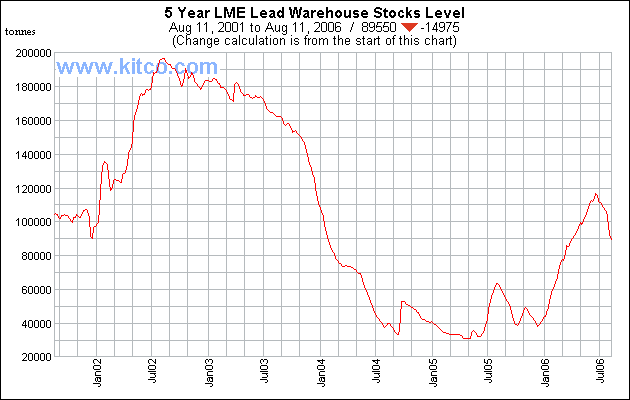 5 Year LME Lead Warehouse Stocks Level
Aug 11, 2001 to Aug 11, 2006 / 89550 -14975
(Change calculation is from the start of this chart)
tonnes
www.kitco.com
200000
180000
160000
140000
120000
100000
80000
60000
40000
20000
Jan02
Jul02
Jan03
Jul03
Jan04
Jul04
Jan05
Jul05
Jan06
Jul06